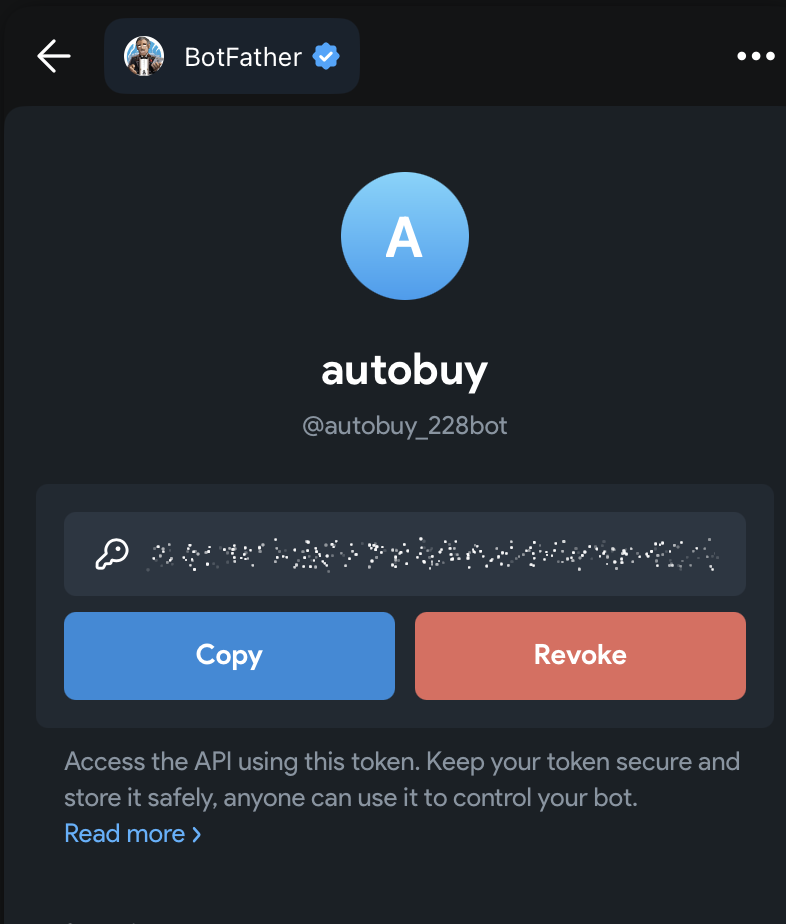 BotFather
A
autobuy
@autobuy_228bot
Copy
Revoke
Access the API using this token. Keep your token secure and
store it safely, anyone can use it to control your bot.
Read more ›